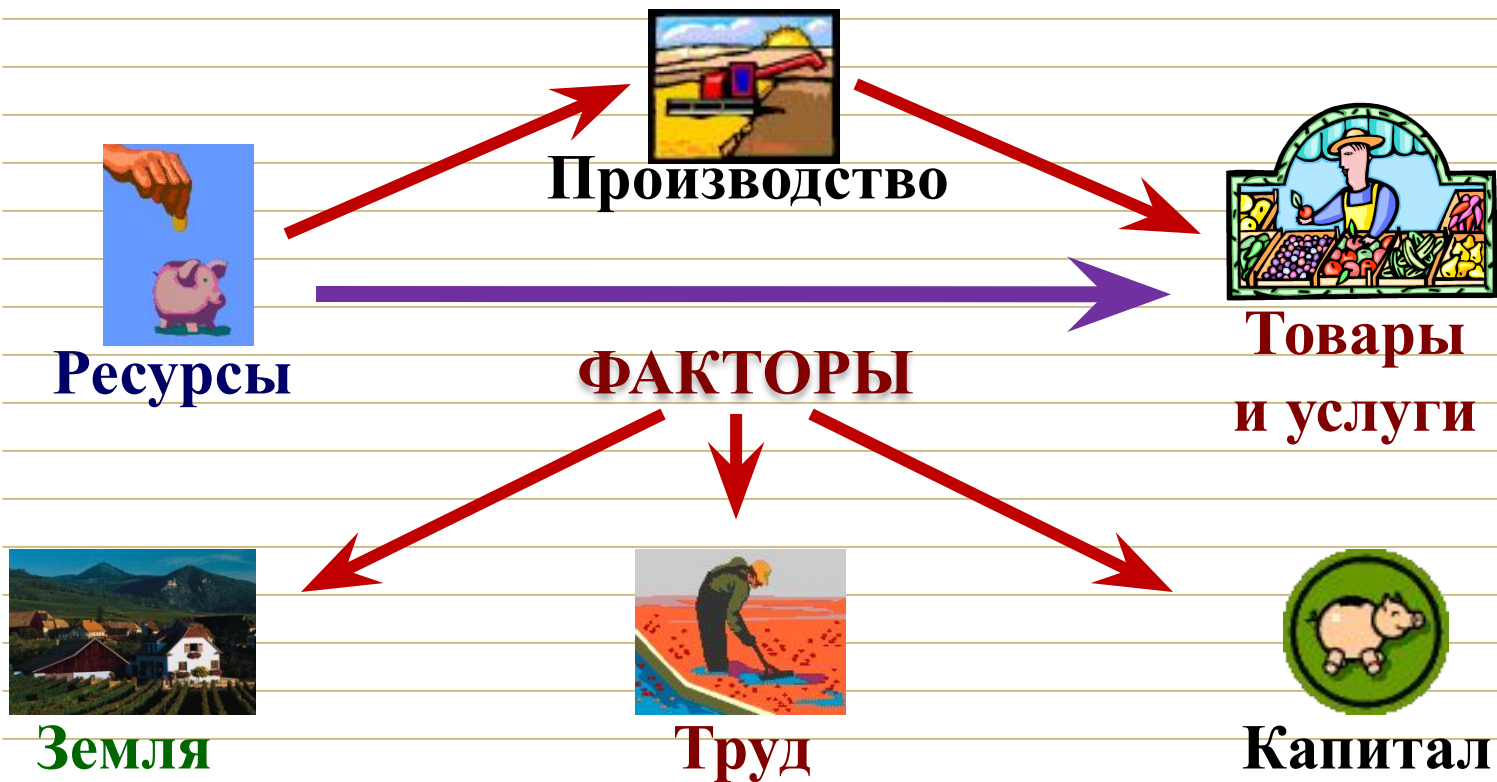 Производство
Ресурсы
ФАКТОРЫ
Товары
и услуги
Земля
Труд
Капитал